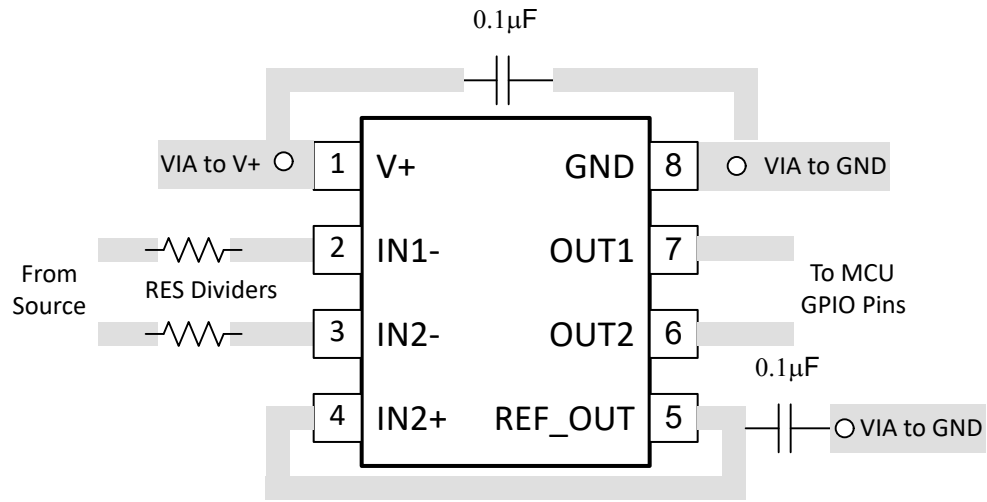 0.1μF
VIA to V+
1
V+
GND
8
VIA to GND
From
Source
RES Dividers
2
IN1-
OUT1
7
To MCU
GPIO Pins
3
IN2-
OUT2
6
0.1μF
4
IN2+
REF_OUT
5
VIA to GND